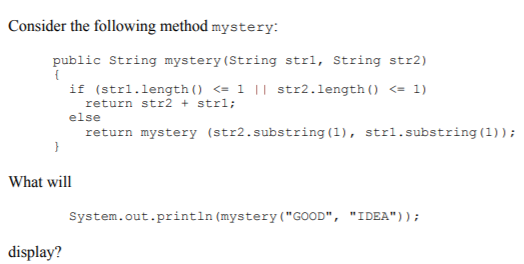 Consider the following method mystery:
public String mystery(String str1, String str2)
{
if (str1.length() <= 1 || str2.length() <= 1)
return str2 + str1;
else
return mystery (str2.substring(1), str1.substring(1));
}
What will
System.out.println(mystery("GOOD", "IDEA"));
display?